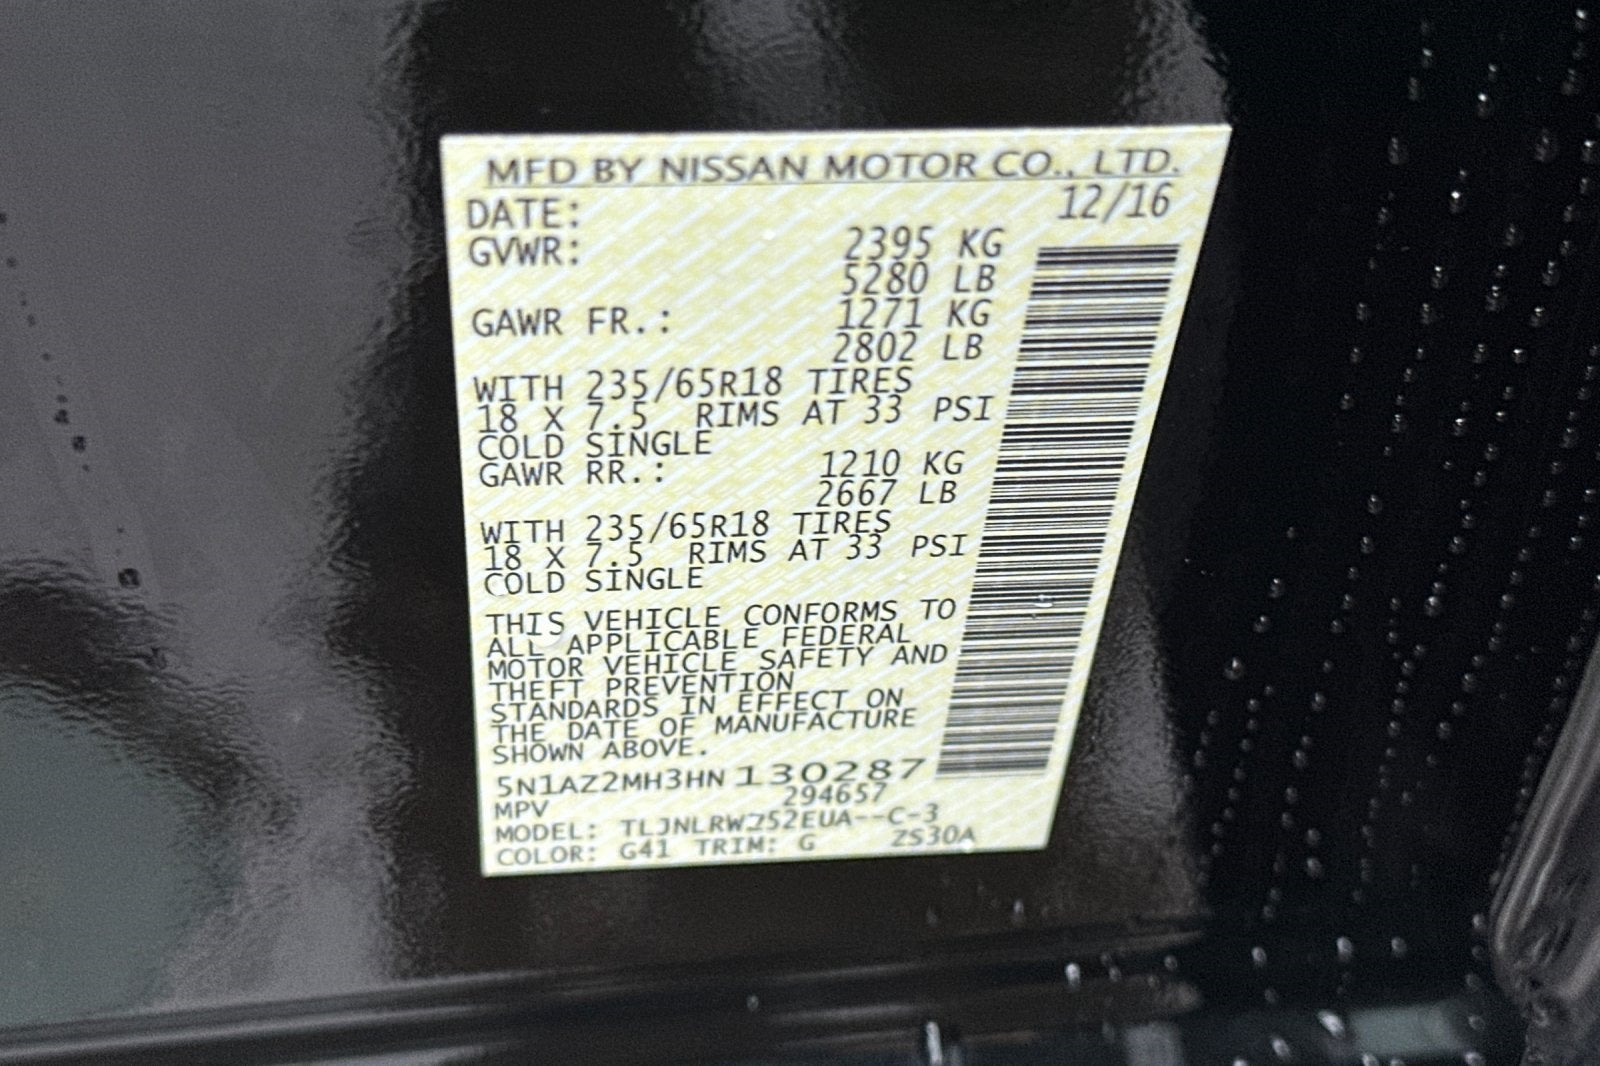 MFD BY NISSAN MOTOR CO., LTD.
DATE: 12/16
GVWR: 2395 KG
5280 LB
GAWR FR.: 1271 KG
2802 LB
WITH 235/65R18 TIRES
18 X 7.5 RIMS AT 33 PSI
COLD SINGLE
GAWR RR.: 1210 KG
2667 LB
WITH 235/65R18 TIRES
18 X 7.5 RIMS AT 33 PSI
COLD SINGLE
THIS VEHICLE CONFORMS TO
ALL APPLICABLE FEDERAL
MOTOR VEHICLE SAFETY AND
THEFT PREVENTION
STANDARDS IN EFFECT ON
THE DATE OF MANUFACTURE
SHOWN ABOVE.
5N1AZ2MH3HN130287
MPV 294657
MODEL: TLJNLRWZ52EUA--C-3
COLOR: G41 TRIM: G ZS30A